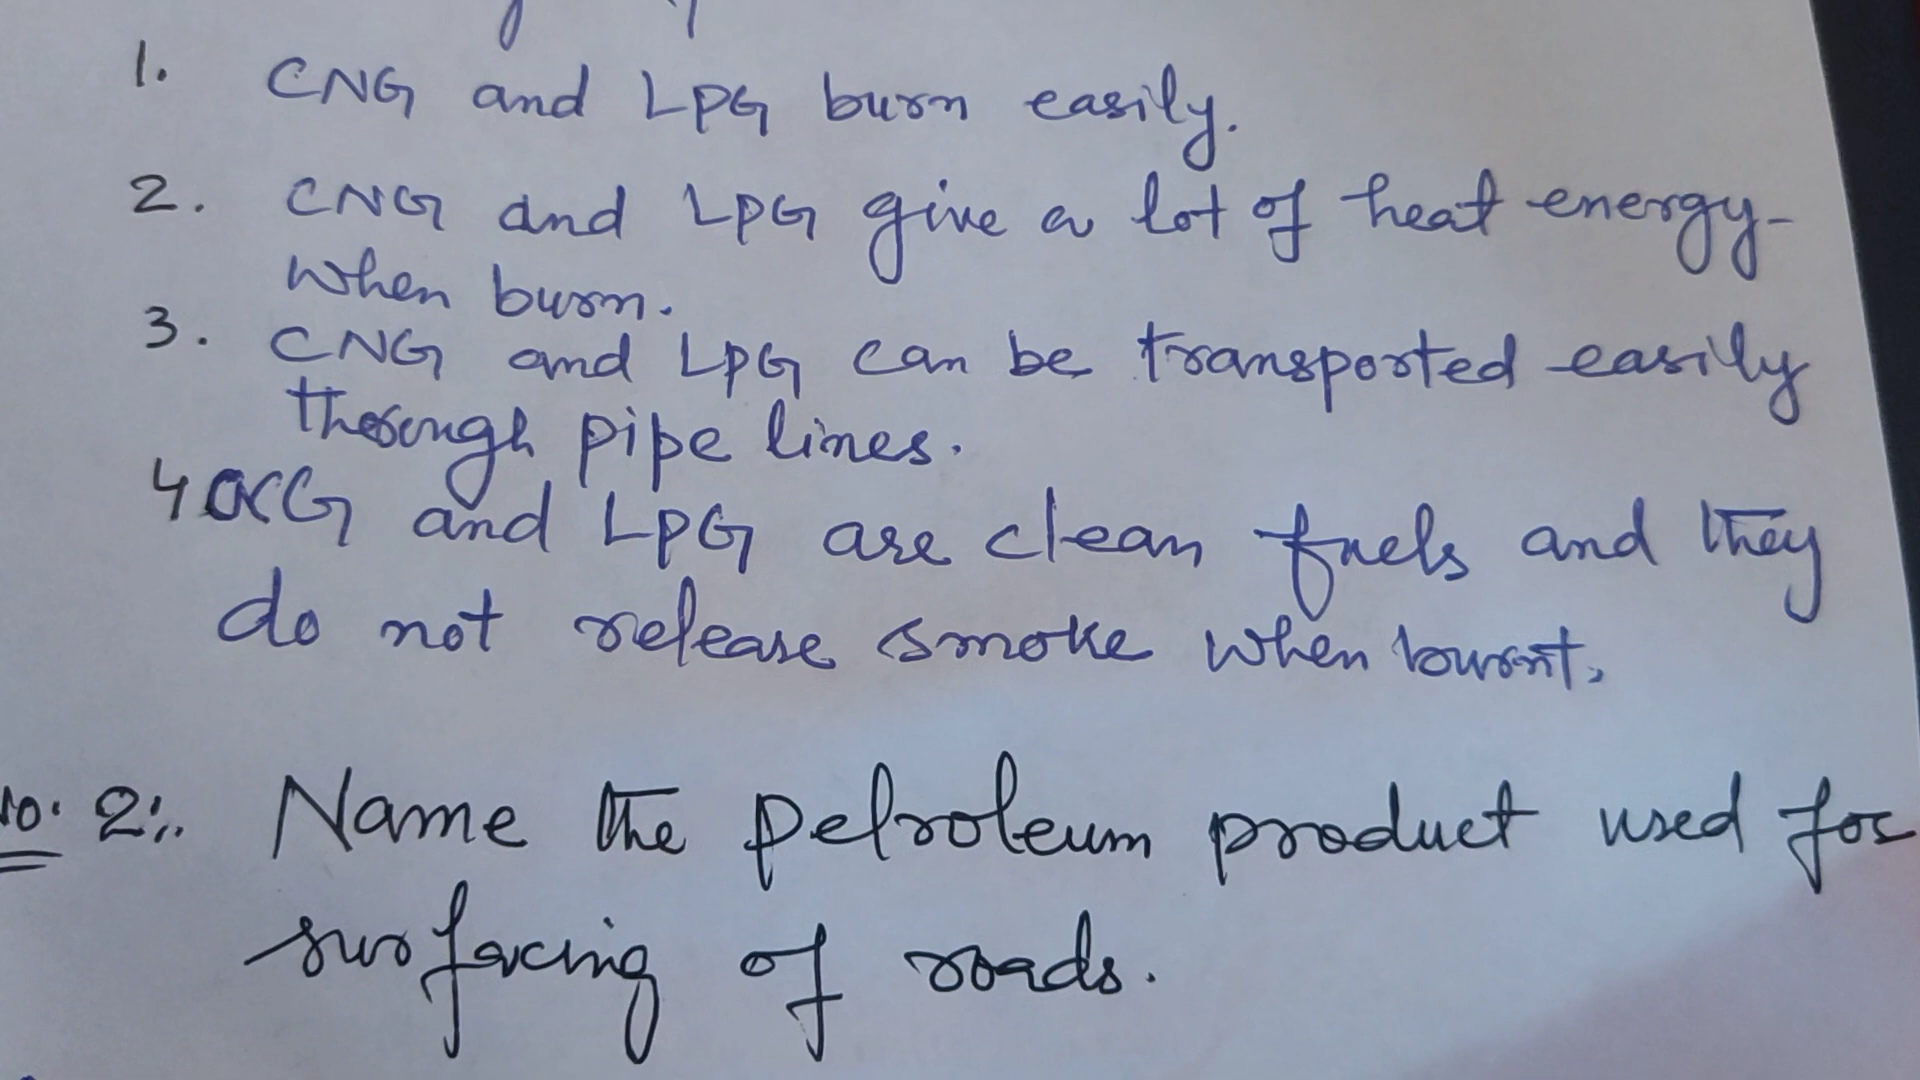 1. CNG and LPG burn easily.
2. CNG and LPG give a lot of heat energy-
when burn.
3. CNG and LPG can be transported easily
through pipe lines.
4 and LPG are clean fuels and they
do not release smoke when burnt.
No. 2:. Name the petroleum product used for
surfacing of roads.